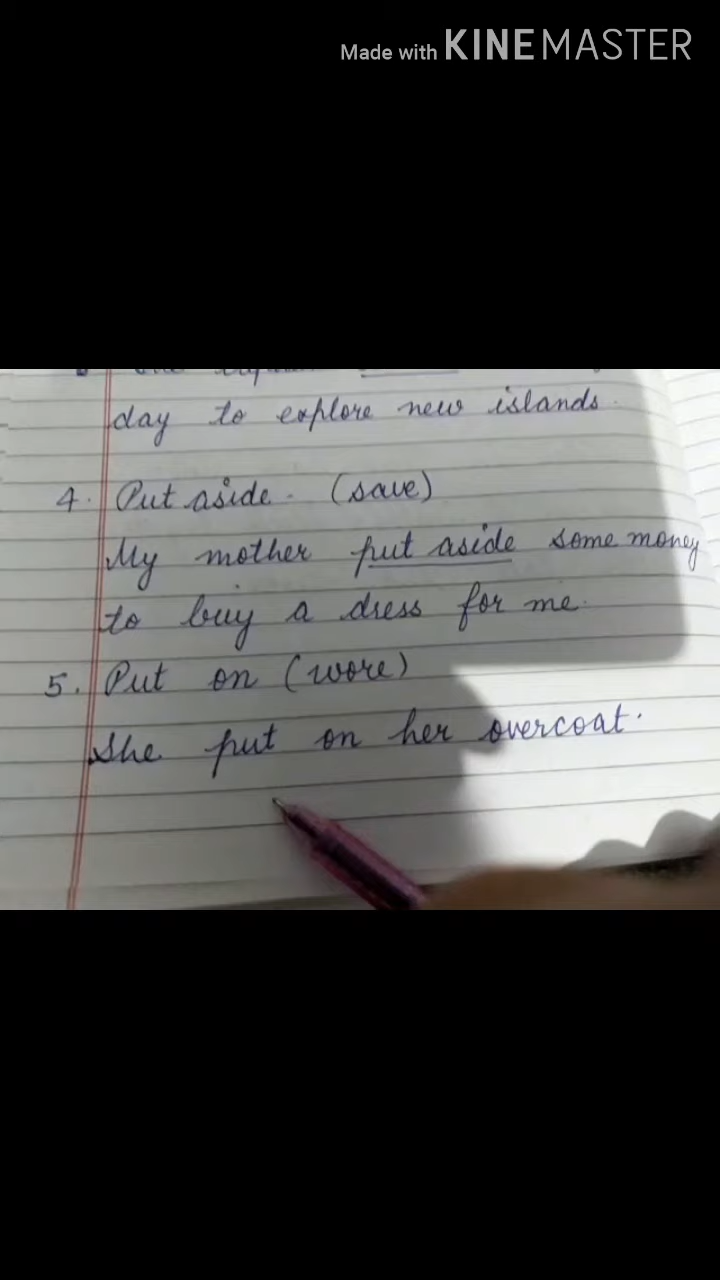 Made with KINEMASTER
day to explore new islands.
4. Put aside. (save)
My mother put aside some money
to buy a dress for me.
5. Put on (wore)
She put on her overcoat.